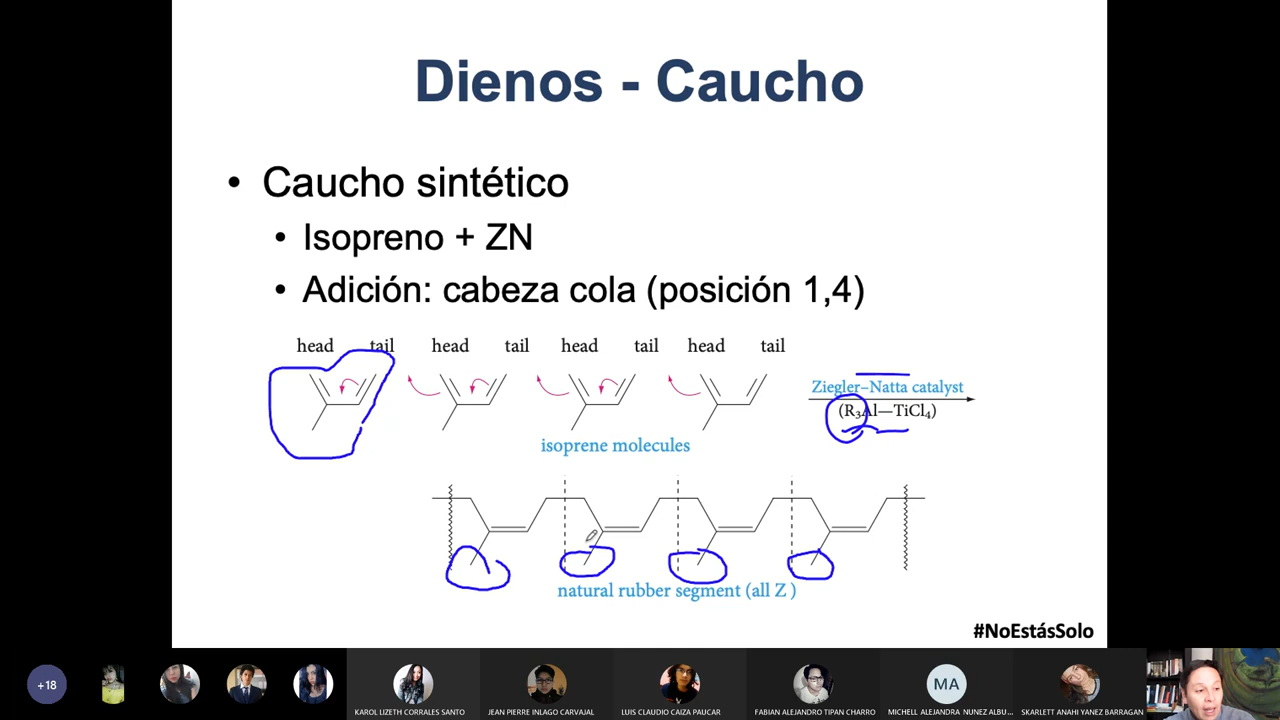 Dienos - Caucho
• Caucho sintético
• Isopreno + ZN
• Adición: cabeza cola (posición 1,4)
head tail head tail head tail head tail
Ziegler–Natta catalyst
(R₃Al—TiCl₄)
isoprene molecules
natural rubber segment (all Z )
#NoEstásSolo
+18
KAROL LIZETH CORRALES SANTO
JEAN PIERRE INLAGO CARVAJAL
LUIS CLAUDIO CAIZA PAUCAR
FABIAN ALEJANDRO TIPAN CHARRO
MA
MICHELL ALEJANDRA NUNEZ ALBU...
SKARLETT ANAHI YANEZ BARRAGAN